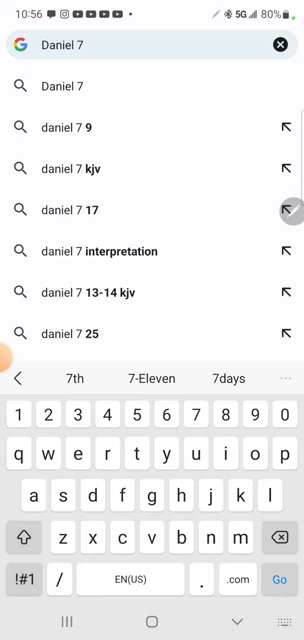 10:56 5G 80%
Daniel 7
Daniel 7
daniel 7 9
daniel 7 kjv
daniel 7 17
daniel 7 interpretation
daniel 7 13-14 kjv
daniel 7 25
7th 7-Eleven 7days
1 2 3 4 5 6 7 8 9 0
q w e r t y u i o p
a s d f g h j k l
z x c v b n m
!#1 / EN(US) . .com Go